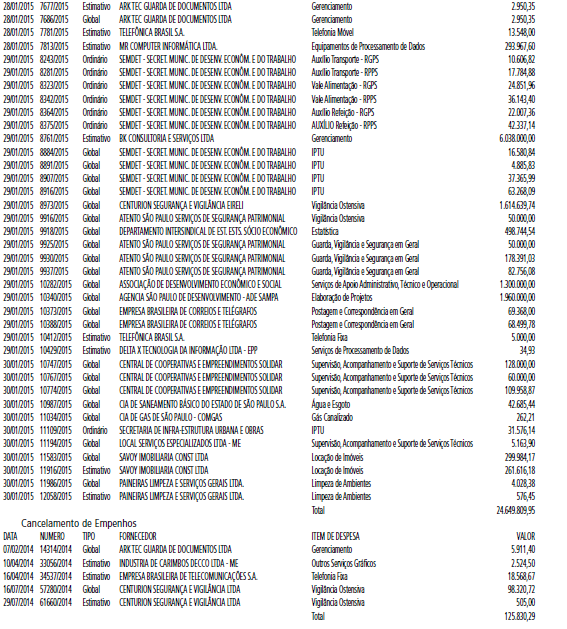 28/01/2015 7677/2015 Estimativo ARK TEC GUARDA DE DOCUMENTOS LTDA Gerenciamento 2.950,35
28/01/2015 7686/2015 Global ARK TEC GUARDA DE DOCUMENTOS LTDA Gerenciamento 2.950,35
28/01/2015 7781/2015 Estimativo TELEFÔNICA BRASIL S.A. Telefonia Móvel 13.548,00
28/01/2015 7813/2015 Estimativo MR COMPUTER INFORMÁTICA LTDA. Equipamentos de Processamento de Dados 293.967,60
29/01/2015 8243/2015 Ordinário SEMDET - SECRET. MUNIC. DE DESENV. ECONÔM. E DO TRABALHO Auxílio Transporte - RGPS 10.606,82
29/01/2015 8281/2015 Ordinário SEMDET - SECRET. MUNIC. DE DESENV. ECONÔM. E DO TRABALHO Auxílio Transporte - RPPS 17.784,88
29/01/2015 8323/2015 Ordinário SEMDET - SECRET. MUNIC. DE DESENV. ECONÔM. E DO TRABALHO Vale Alimentação - RGPS 24.851,96
29/01/2015 8342/2015 Ordinário SEMDET - SECRET. MUNIC. DE DESENV. ECONÔM. E DO TRABALHO Vale Alimentação - RPPS 36.143,40
29/01/2015 8364/2015 Ordinário SEMDET - SECRET. MUNIC. DE DESENV. ECONÔM. E DO TRABALHO Auxílio Refeição - RGPS 22.007,36
29/01/2015 8375/2015 Ordinário SEMDET - SECRET. MUNIC. DE DESENV. ECONÔM. E DO TRABALHO AUXÍLIO Refeição - RPPS 42.337,14
29/01/2015 8761/2015 Estimativo BK CONSULTORIA E SERVIÇOS LTDA Gerenciamento 6.038.000,00
29/01/2015 8884/2015 Global SEMDET - SECRET. MUNIC. DE DESENV. ECONÔM. E DO TRABALHO IPTU 16.580,84
29/01/2015 8891/2015 Global SEMDET - SECRET. MUNIC. DE DESENV. ECONÔM. E DO TRABALHO IPTU 4.885,83
29/01/2015 8907/2015 Global SEMDET - SECRET. MUNIC. DE DESENV. ECONÔM. E DO TRABALHO IPTU 37.365,99
29/01/2015 8916/2015 Global SEMDET - SECRET. MUNIC. DE DESENV. ECONÔM. E DO TRABALHO IPTU 63.268,09
29/01/2015 8973/2015 Global CENTURION SEGURANÇA E VIGILÂNCIA EIRELI Vigilância Ostensiva 1.614.639,74
29/01/2015 9916/2015 Global ATENTO SÃO PAULO SERVIÇOS DE SEGURANÇA PATRIMONIAL Vigilância Ostensiva 50.000,00
29/01/2015 9918/2015 Global DEPARTAMENTO INTERSINDICAL DE EST. ESTS. SÓCIO ECONÔMICO Estatística 498.744,54
29/01/2015 9925/2015 Global ATENTO SÃO PAULO SERVIÇOS DE SEGURANÇA PATRIMONIAL Guarda, Vigilância e Segurança em Geral 50.000,00
29/01/2015 9930/2015 Global ATENTO SÃO PAULO SERVIÇOS DE SEGURANÇA PATRIMONIAL Guarda, Vigilância e Segurança em Geral 178.391,03
29/01/2015 9937/2015 Global ATENTO SÃO PAULO SERVIÇOS DE SEGURANÇA PATRIMONIAL Guarda, Vigilância e Segurança em Geral 82.756,08
29/01/2015 10282/2015 Global ASSOCIAÇÃO DE DESENVOLVIMENTO ECONÔMICO E SOCIAL Serviços de Apoio Administrativo, Técnico e Operacional 1.300.000,00
29/01/2015 10340/2015 Global AGENCIA SÃO PAULO DE DESENVOLVIMENTO - ADE SAMPA Elaboração de Projetos 1.960.000,00
29/01/2015 10373/2015 Global EMPRESA BRASILEIRA DE CORREIOS E TELÉGRAFOS Postagem e Correspondência em Geral 69.368,00
29/01/2015 10388/2015 Global EMPRESA BRASILEIRA DE CORREIOS E TELÉGRAFOS Postagem e Correspondência em Geral 68.499,78
29/01/2015 10412/2015 Estimativo TELEFÔNICA BRASIL S.A. Telefonia Fixa 5.000,00
29/01/2015 10429/2015 Estimativo DELTA X TECNOLOGIA DA INFORMAÇÃO LTDA - EPP Serviços de Processamento de Dados 34,93
30/01/2015 10747/2015 Global CENTRAL DE COOPERATIVAS E EMPREENDIMENTOS SOLIDAR Supervisão, Acompanhamento e Suporte de Serviços Técnicos 128.000,00
30/01/2015 10767/2015 Global CENTRAL DE COOPERATIVAS E EMPREENDIMENTOS SOLIDAR Supervisão, Acompanhamento e Suporte de Serviços Técnicos 60.000,00
30/01/2015 10774/2015 Global CENTRAL DE COOPERATIVAS E EMPREENDIMENTOS SOLIDAR Supervisão, Acompanhamento e Suporte de Serviços Técnicos 109.958,87
30/01/2015 10987/2015 Global CIA DE SANEAMENTO BÁSICO DO ESTADO DE SÃO PAULO S.A. Água e Esgoto 42.685,44
30/01/2015 11034/2015 Global CIA DE GAS DE SÃO PAULO - COMGAS Gás Canalizado 262,21
30/01/2015 11109/2015 Ordinário SECRETARIA DE INFRA-ESTRUTURA URBANA E OBRAS IPTU 31.576,14
30/01/2015 11194/2015 Global LOCAL SERVIÇOS ESPECIALIZADOS LTDA - ME Supervisão, Acompanhamento e Suporte de Serviços Técnicos 5.163,90
30/01/2015 11583/2015 Global SAVOY IMOBILIARIA CONST LTDA Locação de Imóveis 299.984,17
30/01/2015 11916/2015 Estimativo SAVOY IMOBILIARIA CONST LTDA Locação de Imóveis 261.616,18
30/01/2015 11986/2015 Global PAINEIRAS LIMPEZA E SERVIÇOS GERAIS LTDA. Limpeza de Ambientes 4.028,38
30/01/2015 12058/2015 Estimativo PAINEIRAS LIMPEZA E SERVIÇOS GERAIS LTDA. Limpeza de Ambientes 576,45
Total 24.649.809,95
Cancelamento de Empenhos
DATA NUMERO TIPO FORNECEDOR ITEM DE DESPESA VALOR
07/02/2014 14314/2014 Global ARK TEC GUARDA DE DOCUMENTOS LTDA Gerenciamento 5.911,40
10/04/2014 33056/2014 Estimativo INDUSTRIA DE CARIMBOS DECCO LTDA - ME Outros Serviços Gráficos 2.524,50
16/04/2014 34537/2014 Estimativo EMPRESA BRASILEIRA DE TELECOMUNICAÇÕES S.A. Telefonia Fixa 18.568,67
16/07/2014 57280/2014 Global CENTURION SEGURANÇA E VIGILÂNCIA LTDA Vigilância Ostensiva 98.320,72
29/07/2014 61660/2014 Estimativo CENTURION SEGURANÇA E VIGILÂNCIA LTDA Vigilância Ostensiva 505,00
Total 125.830,29